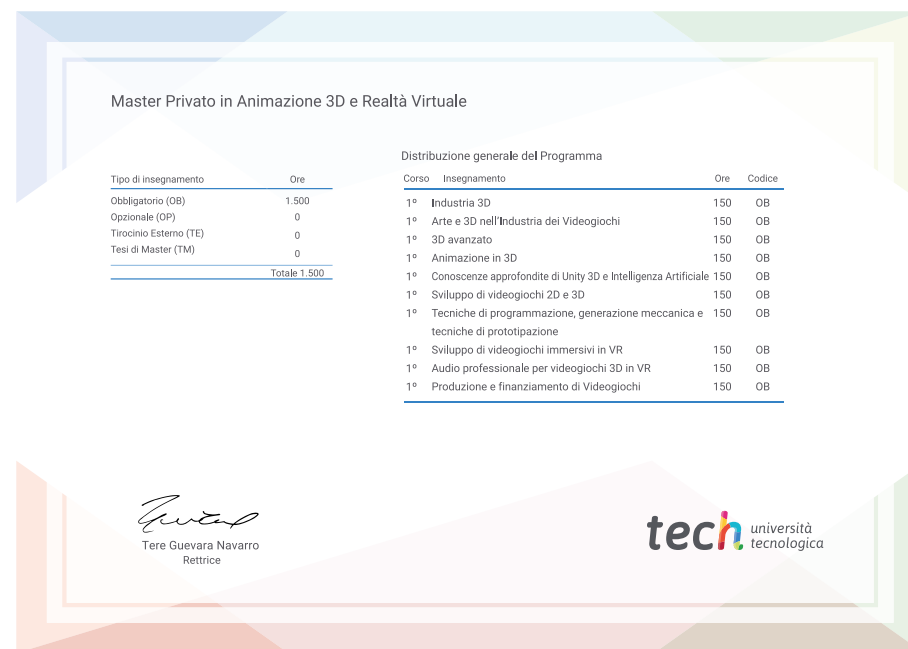 Master Privato in Animazione 3D e Realtà Virtuale
Tipo di insegnamento Ore
Obbligatorio (OB) 1.500
Opzionale (OP) 0
Tirocinio Esterno (TE) 0
Tesi di Master (TM) 0
Totale 1.500
Distribuzione generale del Programma
Corso Insegnamento Ore Codice
1º Industria 3D 150 OB
1º Arte e 3D nell'Industria dei Videogiochi 150 OB
1º 3D avanzato 150 OB
1º Animazione in 3D 150 OB
1º Conoscenze approfondite di Unity 3D e Intelligenza Artificiale 150 OB
1º Sviluppo di videogiochi 2D e 3D 150 OB
1º Tecniche di programmazione, generazione meccanica e 150 OB
tecniche di prototipazione
1º Sviluppo di videogiochi immersivi in VR 150 OB
1º Audio professionale per videogiochi 3D in VR 150 OB
1º Produzione e finanziamento di Videogiochi 150 OB
Tere Guevara Navarro
Rettrice
tech università
tecnologica